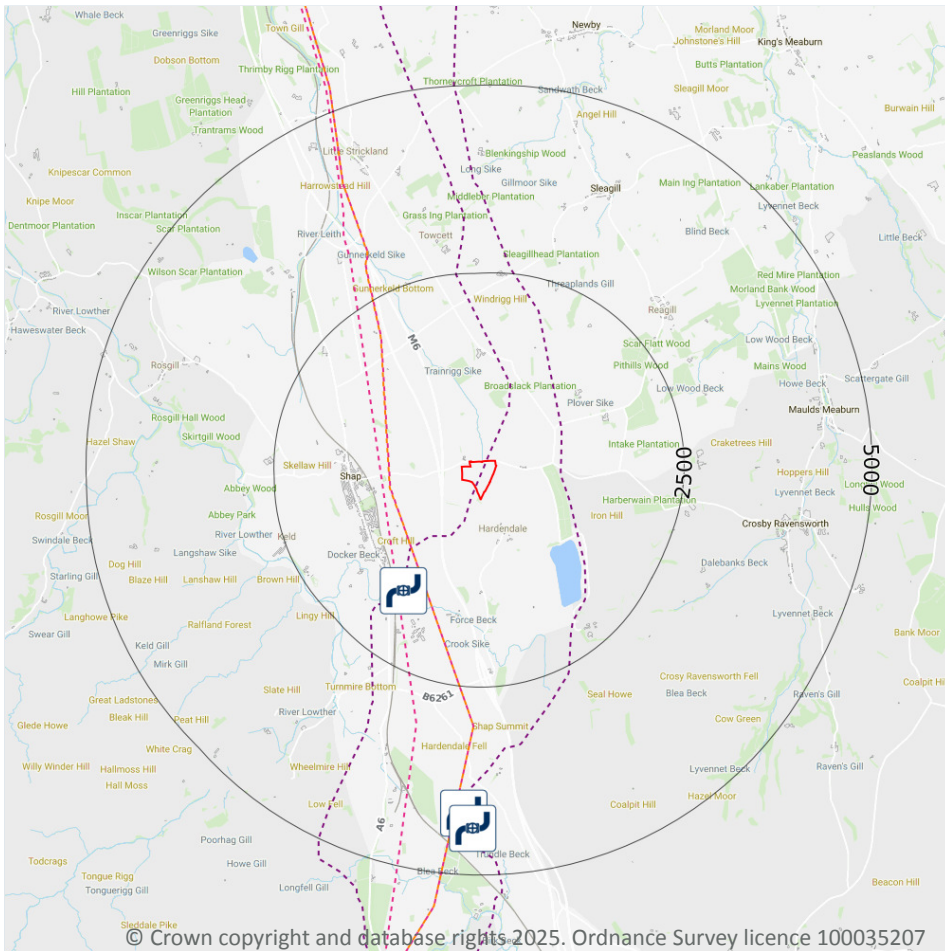 Whale Beck
Greenriggs Sike
Town Gill
Newby
Morland Moor
Johnstone's Hill
King's Meaburn
Dobson Bottom
Butts Plantation
Thrimby Rigg Plantation
Hill Plantation
Thorneycroft Plantation
Sandwath Beck
Sleagill Moor
Greenriggs Head
Plantation
Angel Hill
Burwain Hill
Trantrams Wood
Little Strickland
Blenkingship Wood
Peaslands Wood
Knipescar Common
Long Sike
Harrowstead Hill
Gillmoor Sike
Sleagill
Main Ing Plantation
Lankaber Plantation
Knipe Moor
Middleber Plantation
Lyvennet Beck
Inscar Plantation
Grass Ing Plantation
Dentmoor Plantation
Scar Plantation
River Leith
Towcett
Blind Beck
Little Beck
Gunnerkeld Sike
Sleagillhead Plantation
Wilson Scar Plantation
Red Mire Plantation
Threaplands Gill
Gunnerkeld Bottom
Morland Bank Wood
Windrigg Hill
Lyvennet Plantation
River Lowther
Reagill
Haweswater Beck
M6
Scar Flatt Wood
Low Wood Beck
Rosgill
Pithills Wood
Mains Wood
Trainrigg Sike
Scattergate Gill
Broadslack Plantation
Low Wood Beck
Howe Beck
Plover Sike
Rosgill Hall Wood
Maulds Meaburn
Skirtgill Wood
Hazel Shaw
Intake Plantation
Craketrees Hill
Skellaw Hill
Hoppers Hill
Shap
2500
5000
Abbey Wood
Lyvennet Beck
Harberwain Plantation
Hulls Wood
Rosgill Moor
Abbey Park
Iron Hill
River Lowther
Keld
Hardendale
Crosby Ravensworth
Swindale Beck
Croft Hill
Langshaw Sike
Docker Beck
Dog Hill
Dalebanks Beck
Starling Gill
Blaze Hill
Lanshaw Hill
Brown Hill
Langhowe Pike
Lingy Hill
Lyvennet Beck
Ralfland Forest
Force Beck
Swear Gill
Bank Moor
Keld Gill
Crook Sike
Mirk Gill
Crosy Ravensworth Fell
Coalpit Hill
Slate Hill
Turnmire Bottom
Seal Howe
Blea Beck
Raven's Gill
Great Ladstones
B6261
Bleak Hill
Peat Hill
River Lowther
Cow Green
Glede Howe
Shap Summit
White Crag
Hardendale Fell
Willy Winder Hill
Hallmoss Hill
Wheelmire Hill
Lyvennet Beck
Raven's Gill
Hall Moss
Hazel Moor
Low Fell
Coalpit Hill
A6
Poorhag Gill
Todcrags
Howe Gill
Trundle Beck
Tongue Rigg
Blea Beck
Beacon Hill
Tonguerigg Gill
Longfell Gill
Sleddale Pike
© Crown copyright and database rights 2025. Ordnance Survey licence 100035207